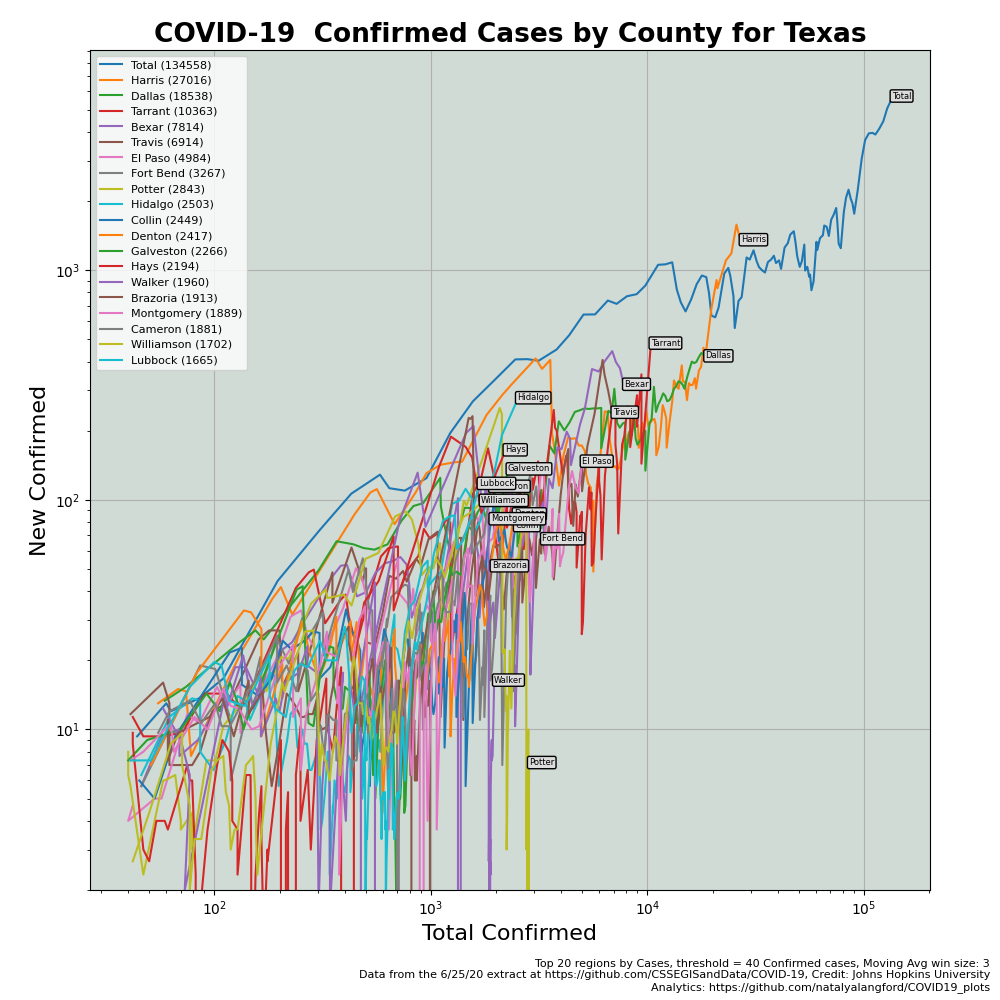 COVID-19  Confirmed Cases by County for Texas
Total (134558)
Harris (27016)
Dallas (18538)
Tarrant (10363)
Bexar (7814)
Travis (6914)
El Paso (4984)
Fort Bend (3267)
Potter (2843)
Hidalgo (2503)
Collin (2449)
Denton (2417)
Galveston (2266)
Hays (2194)
Walker (1960)
Brazoria (1913)
Montgomery (1889)
Cameron (1881)
Williamson (1702)
Lubbock (1665)
Total
Harris
Tarrant
Dallas
Bexar
Hidalgo
Travis
Hays
El Paso
Galveston
Lubbock
Williamson
Montgomery
Fort Bend
Brazoria
Walker
Potter
New Confirmed
10³
10²
10¹
10² 10³ 10⁴ 10⁵
Total Confirmed
Top 20 regions by Cases, threshold = 40 Confirmed cases, Moving Avg win size: 3
Data from the 6/25/20 extract at https://github.com/CSSEGISandData/COVID-19, Credit: Johns Hopkins University
Analytics: https://github.com/natalyalangford/COVID19_plots